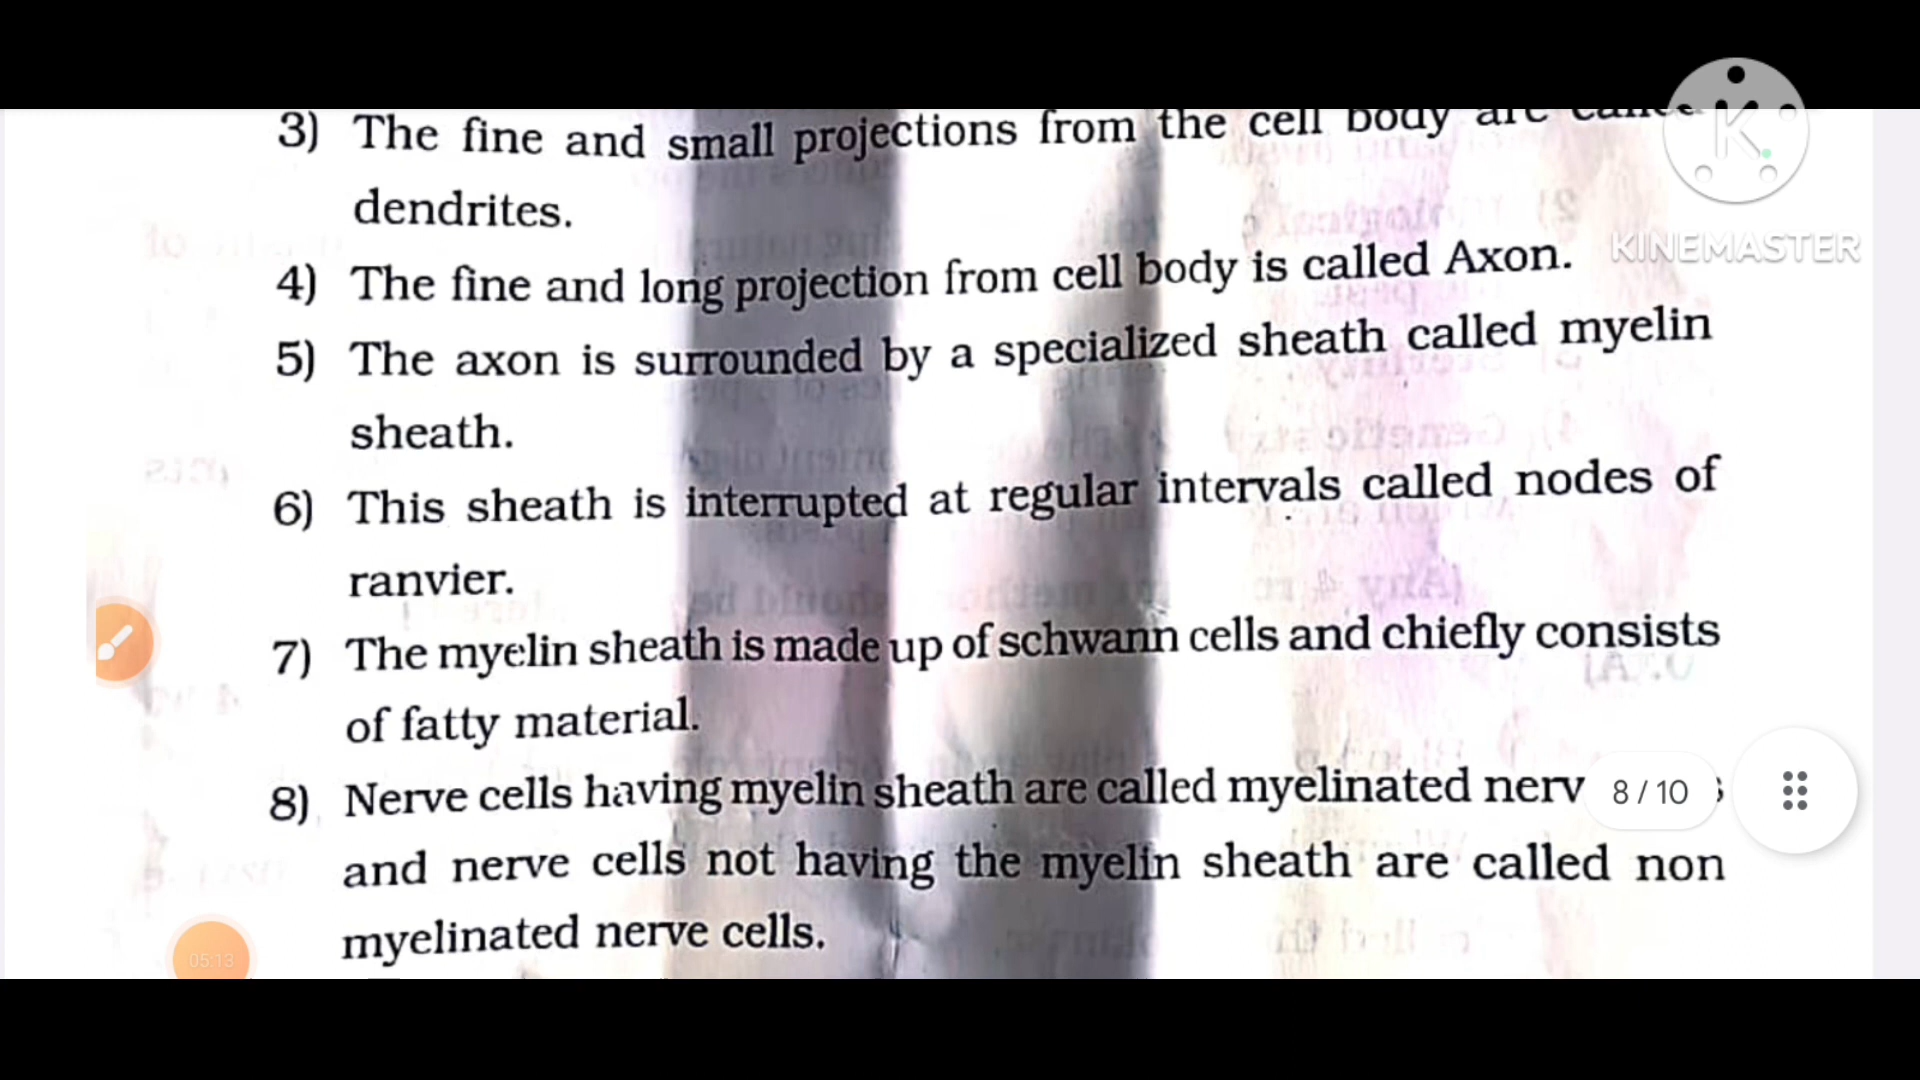 3) The fine and small projections from the cell body are called
dendrites.
4) The fine and long projection from cell body is called Axon.
5) The axon is surrounded by a specialized sheath called myelin
sheath.
6) This sheath is interrupted at regular intervals called nodes of
ranvier.
7) The myelin sheath is made up of schwann cells and chiefly consists
of fatty material.
8) Nerve cells having myelin sheath are called myelinated nerv
and nerve cells not having the myelin sheath are called non
myelinated nerve cells.
K
KINEMASTER
8 / 10
05:13